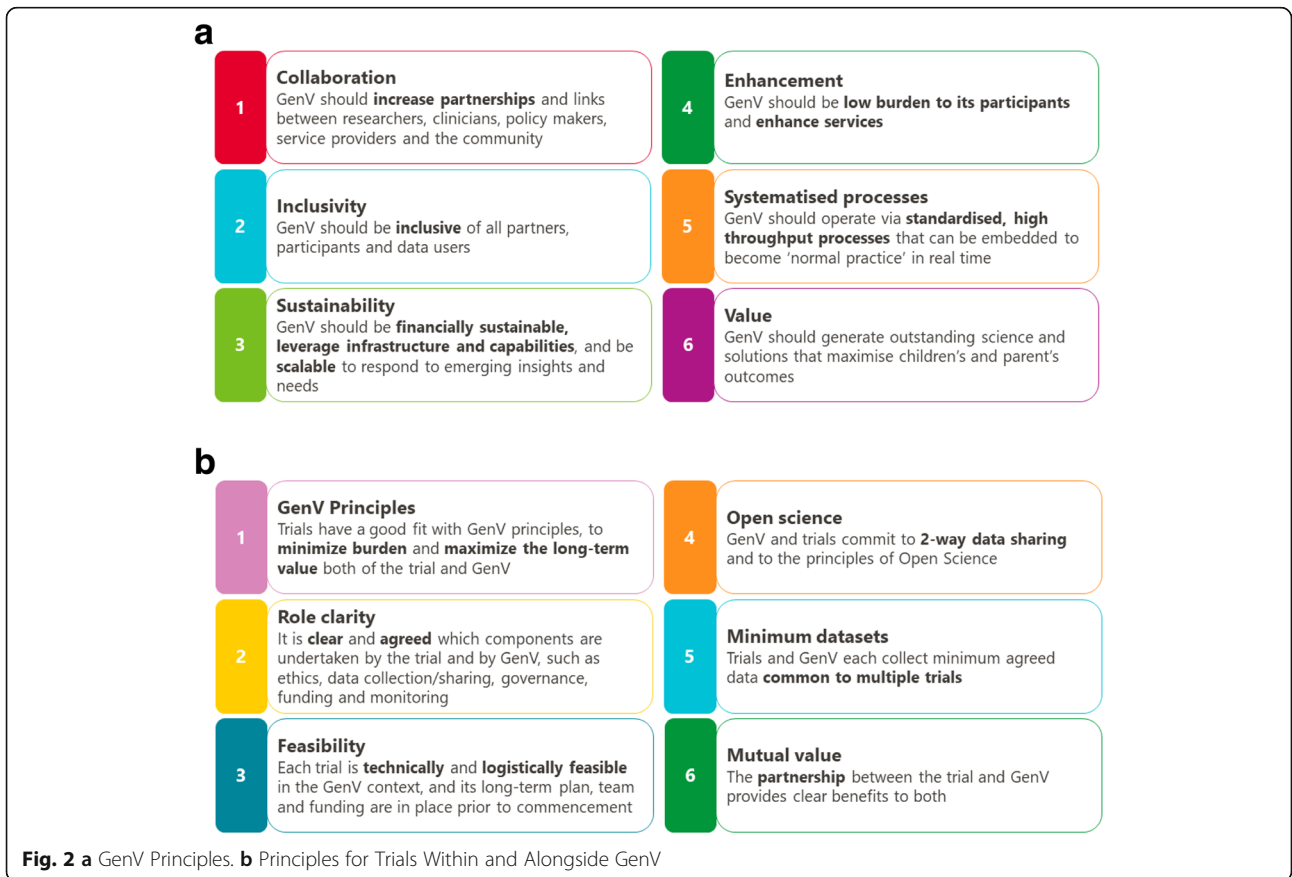 a
1
Collaboration
GenV should increase partnerships and links
between researchers, clinicians, policy makers,
service providers and the community
2
Inclusivity
GenV should be inclusive of all partners,
participants and data users
3
Sustainability
GenV should be financially sustainable,
leverage infrastructure and capabilities, and be
scalable to respond to emerging insights and
needs
4
Enhancement
GenV should be low burden to its participants
and enhance services
5
Systematised processes
GenV should operate via standardised, high
throughput processes that can be embedded to
become ‘normal practice’ in real time
6
Value
GenV should generate outstanding science and
solutions that maximise children’s and parent’s
outcomes
b
1
GenV Principles
Trials have a good fit with GenV principles, to
minimize burden and maximize the long-term
value both of the trial and GenV
2
Role clarity
It is clear and agreed which components are
undertaken by the trial and by GenV, such as
ethics, data collection/sharing, governance,
funding and monitoring
3
Feasibility
Each trial is technically and logistically feasible
in the GenV context, and its long-term plan, team
and funding are in place prior to commencement
4
Open science
GenV and trials commit to 2-way data sharing
and to the principles of Open Science
5
Minimum datasets
Trials and GenV each collect minimum agreed
data common to multiple trials
6
Mutual value
The partnership between the trial and GenV
provides clear benefits to both
Fig. 2 a GenV Principles. b Principles for Trials Within and Alongside GenV